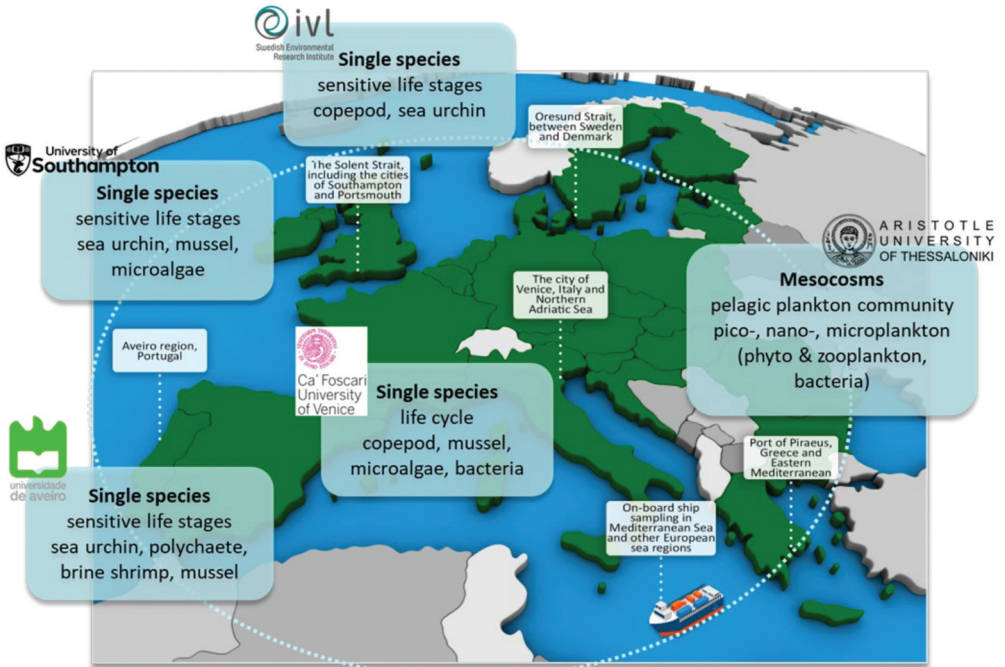 ivl
Swedish Environmental
Research Institute
Single species
sensitive life stages
copepod, sea urchin
Oresund Strait,
between Sweden
and Denmark
University of
Southampton
The Solent Strait,
including the cities
of Southampton
and Portsmouth
Single species
sensitive life stages
sea urchin, mussel,
microalgae
ARISTOTLE
UNIVERSITY
OF THESSALONIKI
Mesocosms
pelagic plankton community
pico-, nano-, microplankton
(phyto & zooplankton,
bacteria)
The city of
Venice, Italy and
Northern
Adriatic Sea
Aveiro region,
Portugal
Ca' Foscari
University
of Venice
Single species
life cycle
copepod, mussel,
microalgae, bacteria
universidade
de aveiro
Single species
sensitive life stages
sea urchin, polychaete,
brine shrimp, mussel
Port of Piraeus,
Greece and
Eastern
Mediterranean
On-board ship
sampling in
Mediterranean Sea
and other European
sea regions